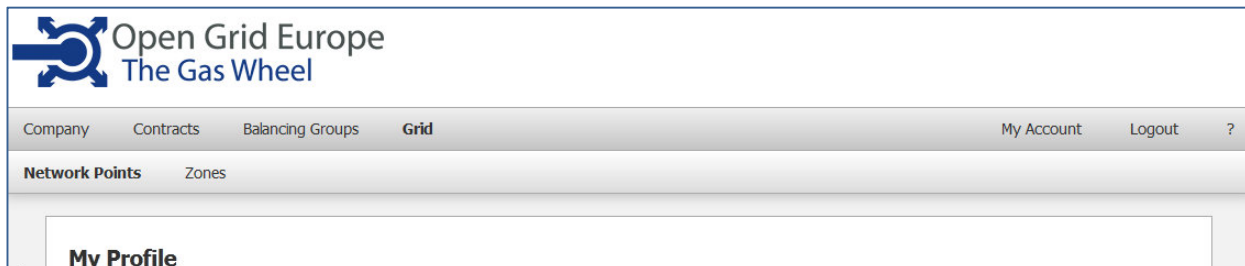 Open Grid Europe
The Gas Wheel
Company Contracts Balancing Groups Grid My Account Logout ?
Network Points Zones
My Profile